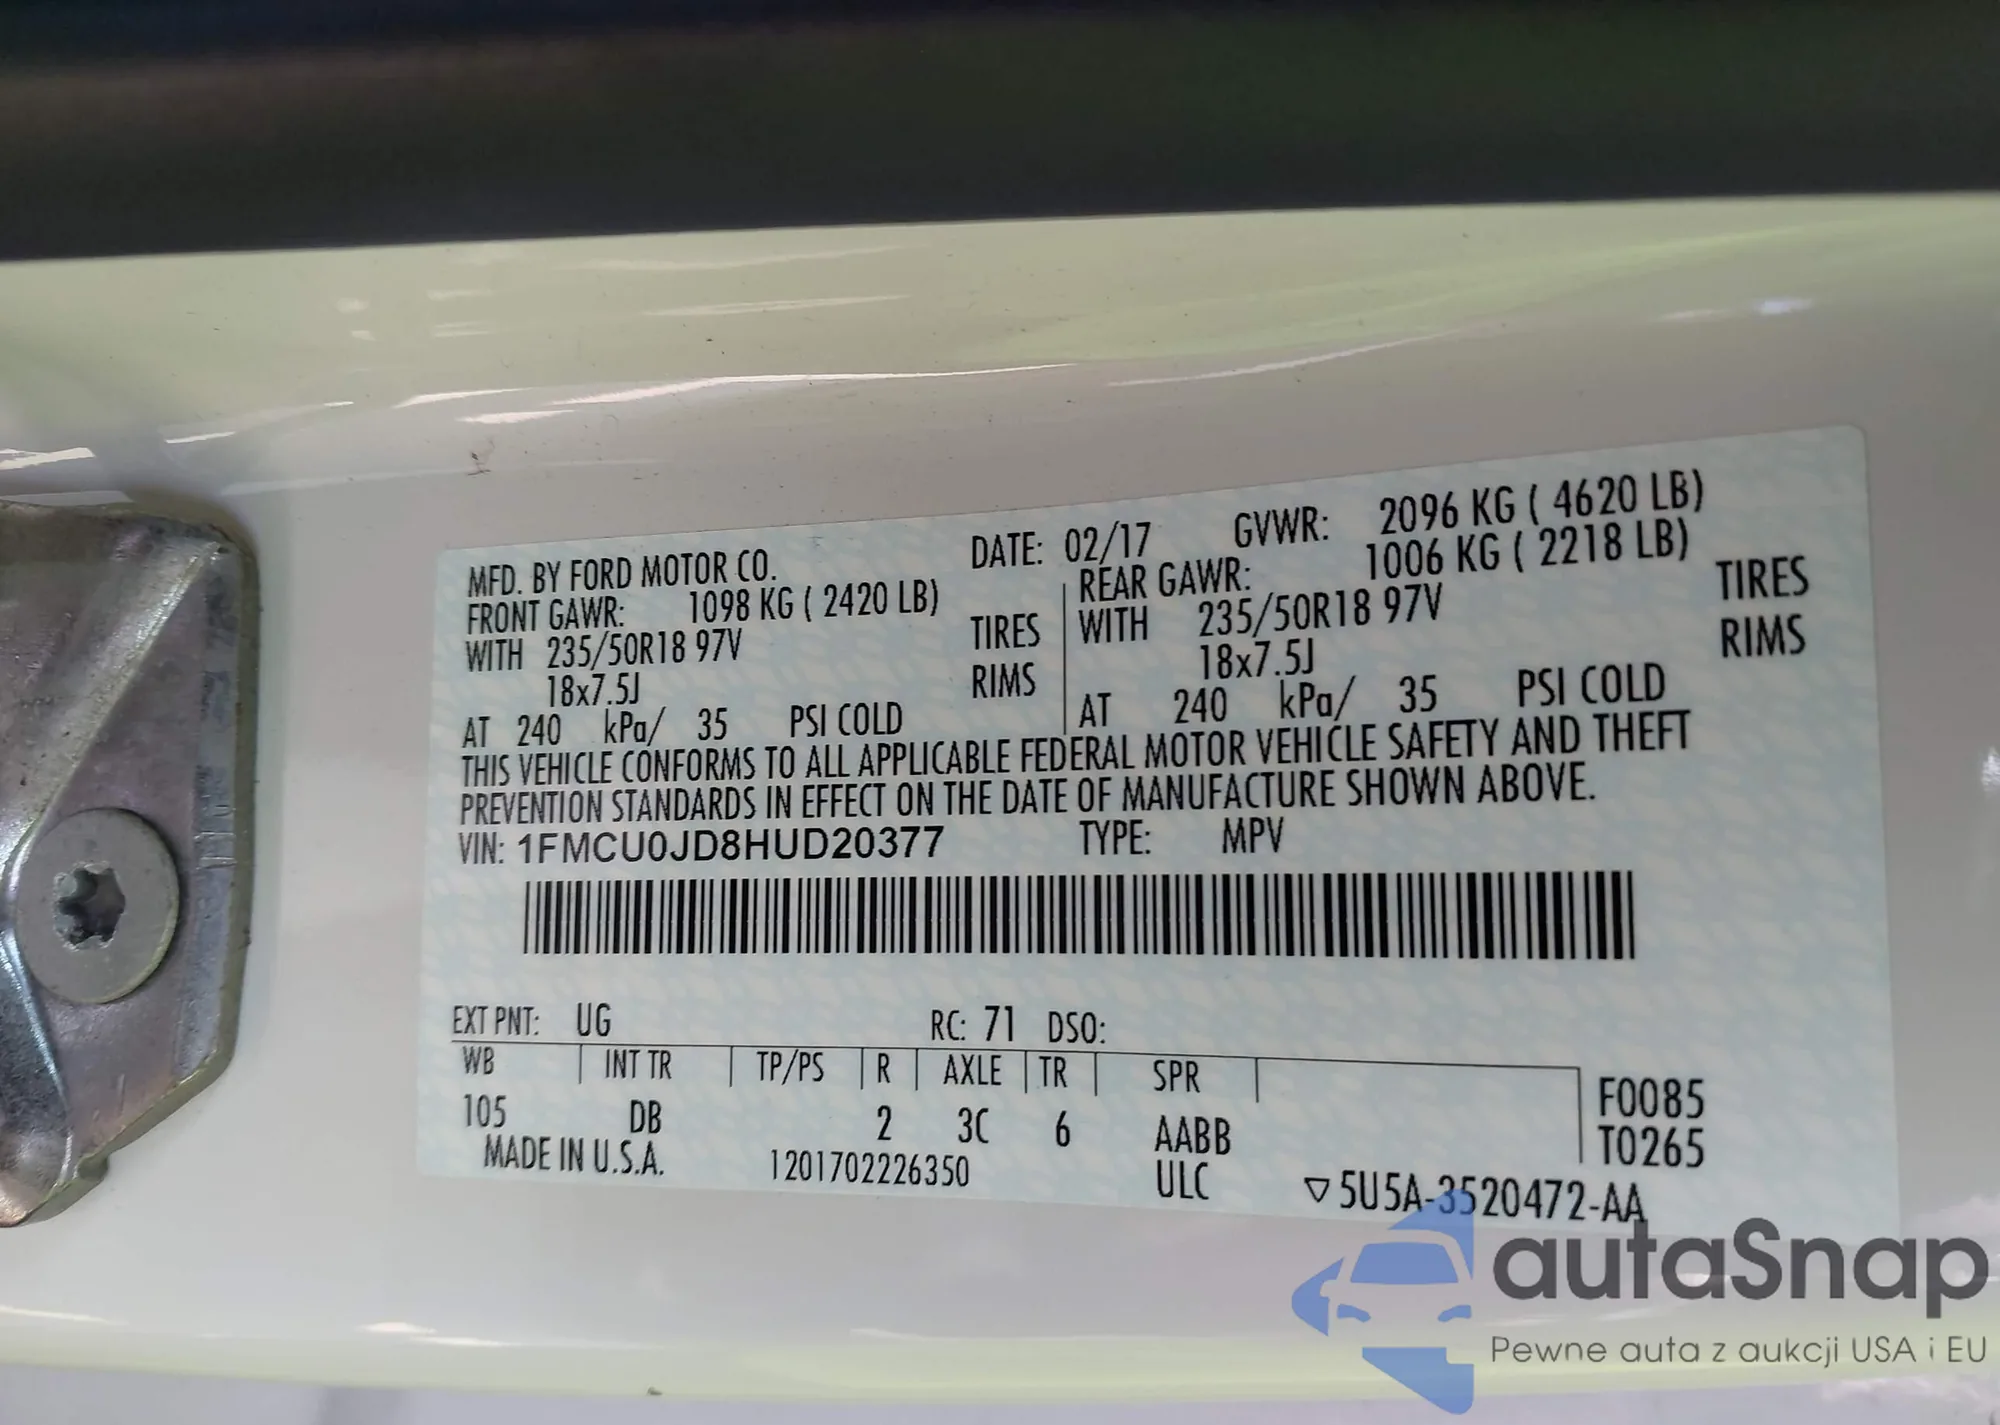 MFD. BY FORD MOTOR CO. DATE: 02/17 GVWR: 2096 KG ( 4620 LB)
FRONT GAWR: 1098 KG ( 2420 LB) REAR GAWR: 1006 KG ( 2218 LB)
WITH 235/50R18 97V TIRES WITH 235/50R18 97V TIRES
18x7.5J RIMS 18x7.5J RIMS
AT 240 kPa/ 35 PSI COLD AT 240 kPa/ 35 PSI COLD
THIS VEHICLE CONFORMS TO ALL APPLICABLE FEDERAL MOTOR VEHICLE SAFETY AND THEFT
PREVENTION STANDARDS IN EFFECT ON THE DATE OF MANUFACTURE SHOWN ABOVE.
VIN: 1FMCU0JD8HUD20377 TYPE: MPV
EXT PNT: UG RC: 71 DSO:
WB INT TR TP/PS R AXLE TR SPR
F0085
105 DB 2 3C 6 AABB T0265
MADE IN U.S.A. 1201702226350 ULC ▽5U5A-3520472-AA
autaSnap
Pewne auta z aukcji USA i EU